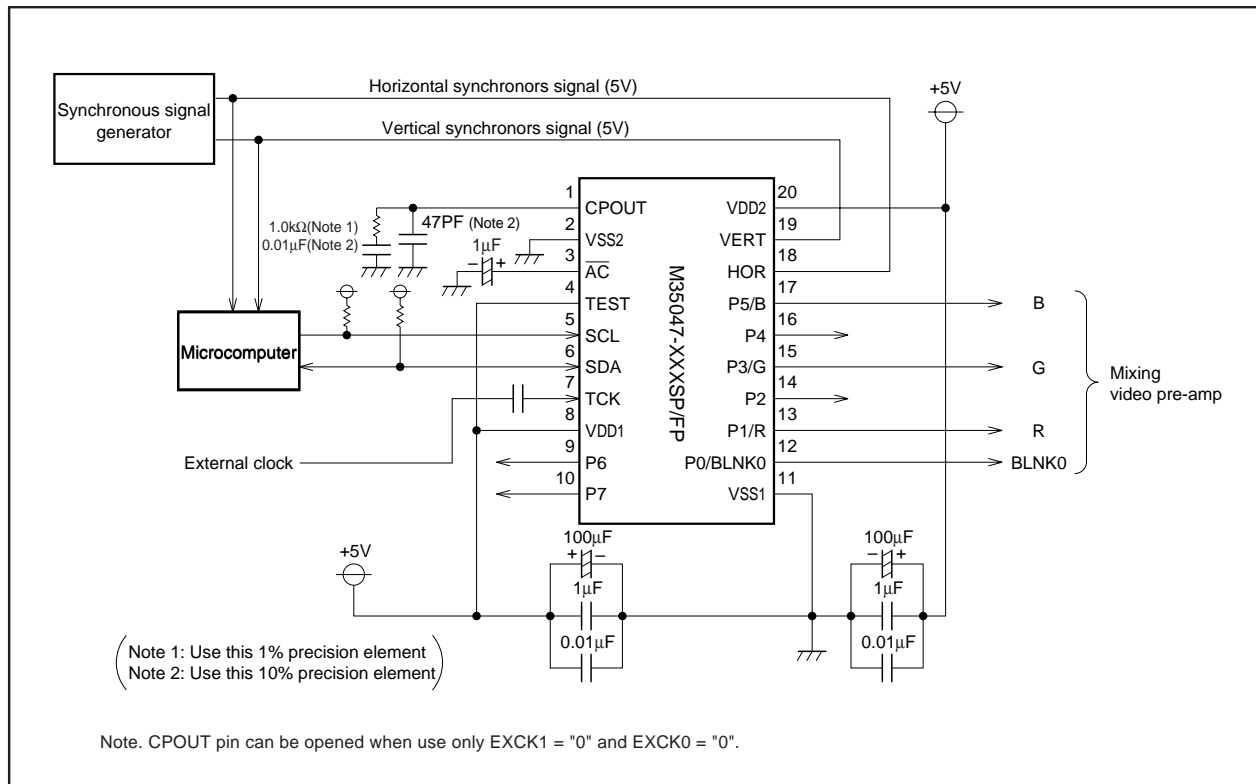 Synchronous signal
generator
Horizontal synchronors signal (5V)
Vertical synchronors signal (5V)
+5V
1.0kΩ(Note 1)
0.01µF(Note 2)
47PF (Note 2)
1µF
− +
Microcomputer
External clock
1 CPOUT
2 VSS2
3 AC
4 TEST
5 SCL
6 SDA
7 TCK
8 VDD1
9 P6
10 P7
M35047-XXXSP/FP
20 VDD2
19 VERT
18 HOR
17 P5/B
16 P4
15 P3/G
14 P2
13 P1/R
12 P0/BLNK0
11 VSS1
B
G
R
BLNK0
Mixing
video pre-amp
+5V
100µF
+ −
1µF
0.01µF
100µF
− +
1µF
0.01µF
Note 1: Use this 1% precision element
Note 2: Use this 10% precision element
Note. CPOUT pin can be opened when use only EXCK1 = "0" and EXCK0 = "0".